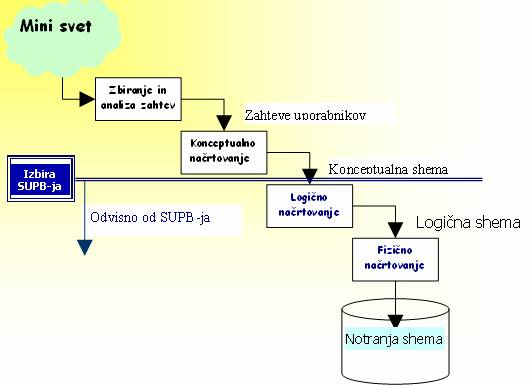 Mini svet
Zbiranje in
analiza zahtev
Zahteve uporabnikov
Konceptualno
načrtovanje
Konceptualna shema
Izbira
SUPB-ja
Logično
načrtovanje
Odvisno od SUPB-ja
Logična shema
Fizično
načrtovanje
Notranja shema